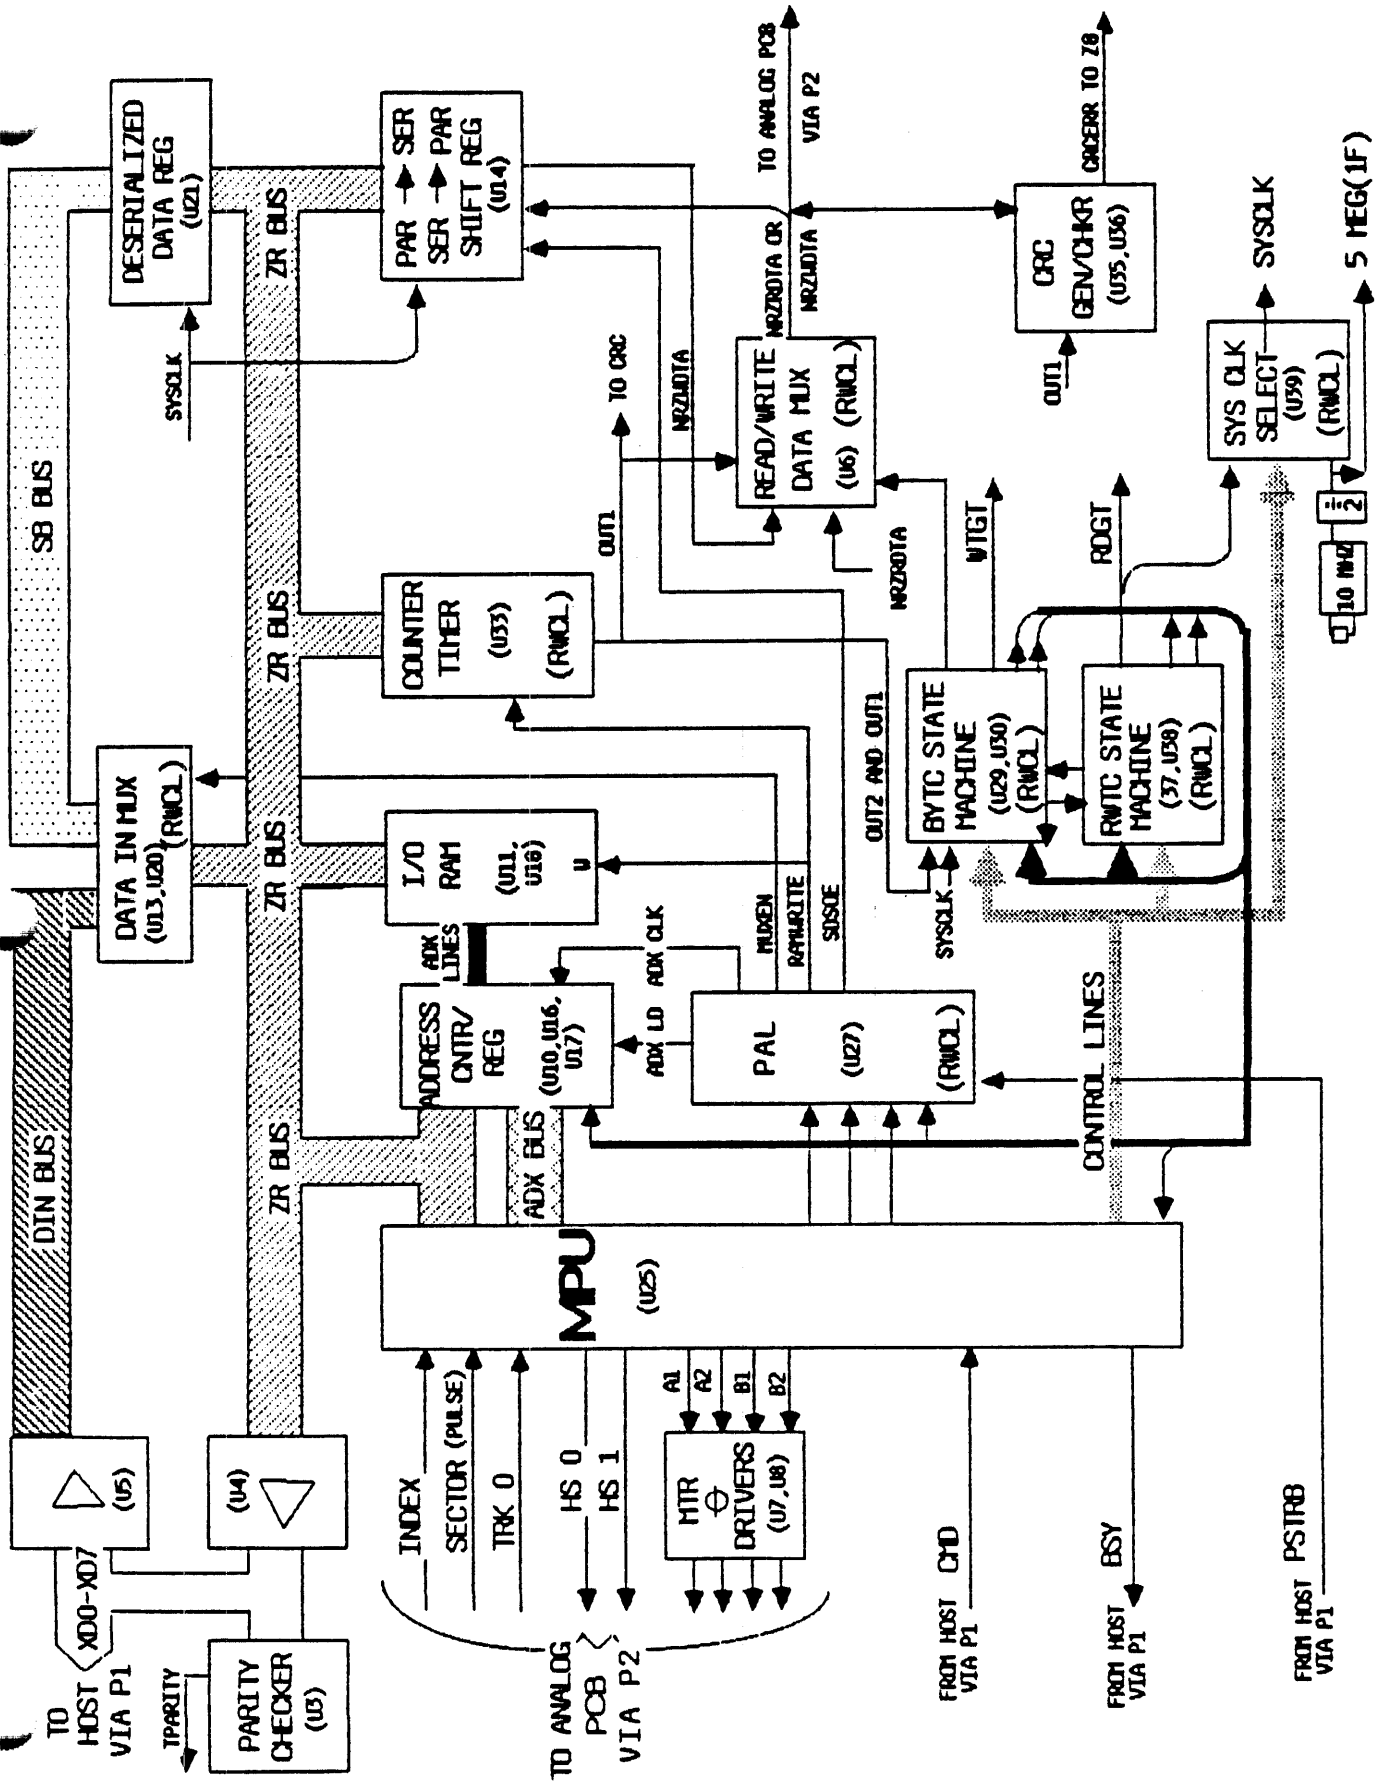 TO
HOST
VIA P1
XD0-XD7
(U5)
DIN BUS
DATA IN MUX
(U13,U20)
(RWCL)
SB BUS
DESERIALIZED
DATA REG
(U21)
TPARITY
PARITY
CHECKER
(U3)
(U4)
ZR BUS
ZR BUS
ZR BUS
ZR BUS
SYSCLK
INDEX
SECTOR (PULSE)
TRK 0
HS 0
HS 1
TO ANALOG
PCB
VIA P2
MTR
DRIVERS
(U7,U8)
A1
A2
B1
B2
MPU
(U25)
ADX BUS
ADDRESS
CNTR/
REG
(U10,U16,
U17)
ADX
LINES
I/O
RAM
(U11,
U18)
W
COUNTER
TIMER
(U33)
(RWCL)
PAR SER
SER PAR
SHIFT REG
(U14)
ADX LD
ADX CLK
PAL
(U27)
(RWCL)
MUXEN
RAMWRITE
SDSOE
OUT1
TO CRC
NRZWDTA
READ/WRITE
DATA MUX
(U6) (RWCL)
NRZRDTA OR
NRZWDTA
TO ANALOG PCB
VIA P2
OUT2 AND OUT1
NRZRDTA
SYSCLK
BYTC STATE
MACHINE
(U29,U30)
(RWCL)
WTGT
OUT1
CRC
GEN/CHKR
(U35,U36)
CRCERR TO Z8
FROM HOST
VIA P1
CMD
FROM HOST
VIA P1
BSY
CONTROL LINES
RWTC STATE
MACHINE
(37,U38)
(RWCL)
RDGT
SYS CLK
SELECT
(U39)
(RWCL)
SYSCLK
FROM HOST
VIA P1
PSTRB
10 MHZ
÷2
5 MEG(1F)